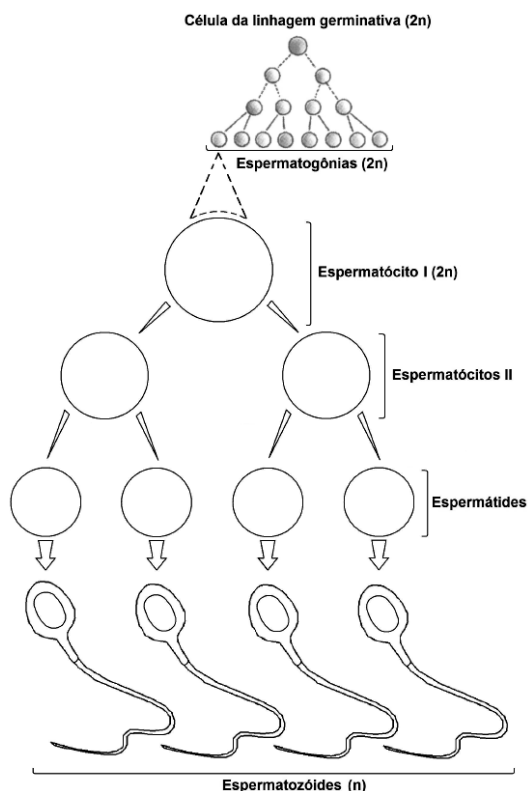 Célula da linhagem germinativa (2n)
Espermatogônias (2n)
Espermatócito I (2n)
Espermatócitos II
Espermátides
Espermatozóides (n)